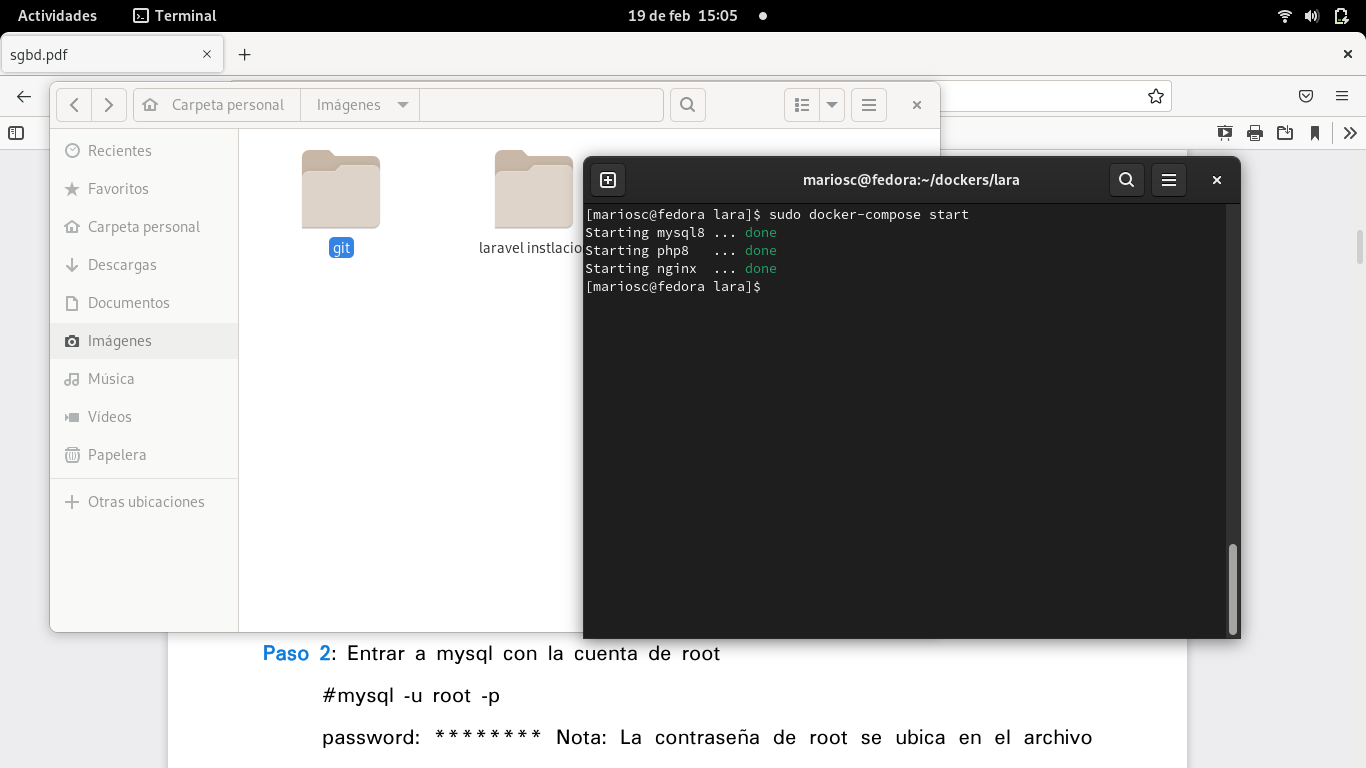 Actividades
Terminal
19 de feb 15:05
sgbd.pdf
Carpeta personal
Imágenes
Recientes
Favoritos
Carpeta personal
Descargas
Documentos
Imágenes
Música
Vídeos
Papelera
Otras ubicaciones
git
laravel instlacio
mariosc@fedora:~/dockers/lara
[mariosc@fedora lara]$ sudo docker-compose start
Starting mysql8 ... done
Starting php8   ... done
Starting nginx  ... done
[mariosc@fedora lara]$
Paso 2: Entrar a mysql con la cuenta de root
#mysql -u root -p
password: ******** Nota: La contraseña de root se ubica en el archivo